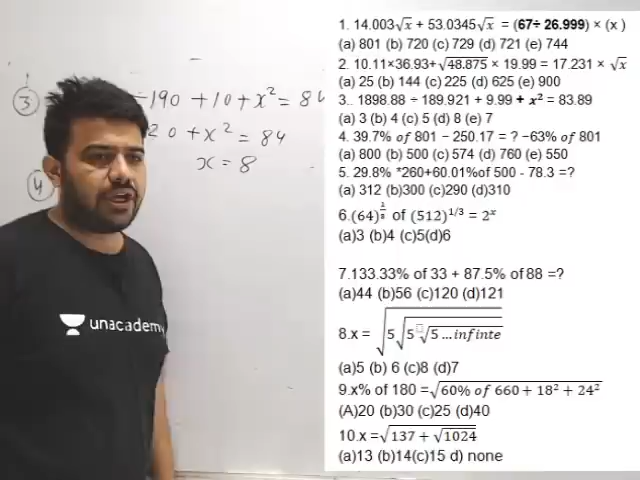 1. 14.003√x + 53.0345√x = (67÷ 26.999) × (x )
(a) 801 (b) 720 (c) 729 (d) 721 (e) 744
2. 10.11×36.93+√48.875 × 19.99 = 17.231 × √x
(a) 25 (b) 144 (c) 225 (d) 625 (e) 900
3.. 1898.88 ÷ 189.921 + 9.99 + x² = 83.89
(a) 3 (b) 4 (c) 5 (d) 8 (e) 7
4. 39.7% of 801 − 250.17 = ? −63% of 801
(a) 800 (b) 500 (c) 574 (d) 760 (e) 550
5. 29.8% *260+60.01%of 500 - 78.3 =?
(a) 312 (b)300 (c)290 (d)310
6.(64) of (512)^1/3 = 2^x
(a)3 (b)4 (c)5(d)6
7.133.33% of 33 + 87.5% of 88 =?
(a)44 (b)56 (c)120 (d)121
8.x = √5√5√5 … infinte
(a)5 (b) 6 (c)8 (d)7
9.x% of 180 =√60% of 660 + 18² + 24²
(A)20 (b)30 (c)25 (d)40
10.x =√137 + √1024
(a)13 (b)14(c)15 d) none
3 ÷190 +10 + x² = 84
20 + x² = 84
x = 8
4
unacademy